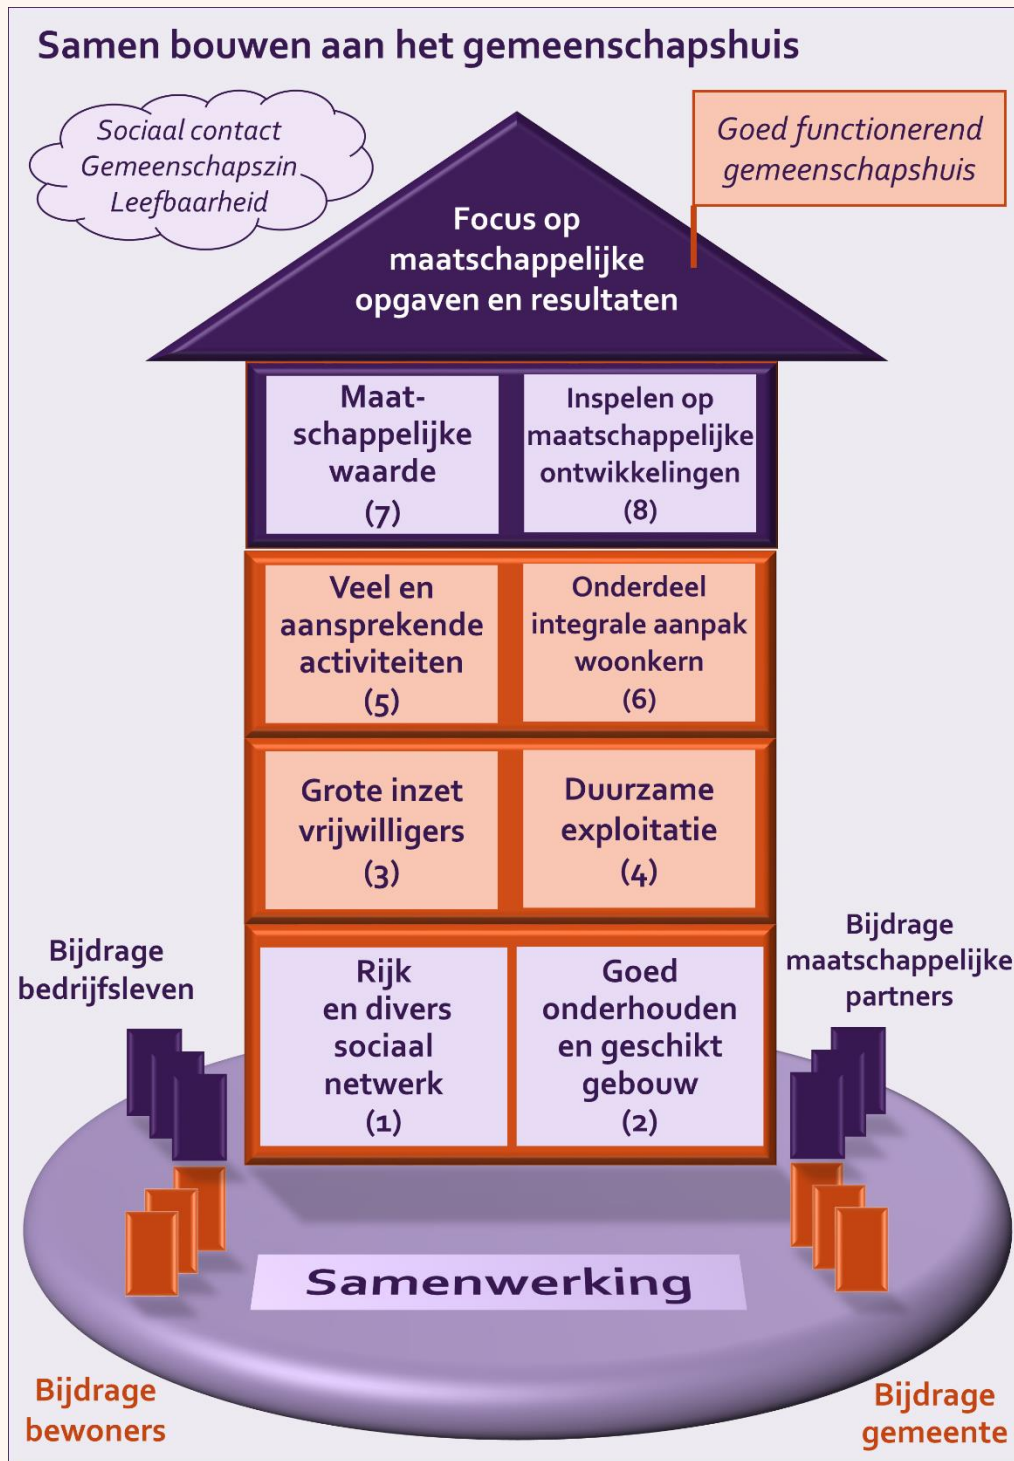 Samen bouwen aan het gemeenschapshuis
Sociaal contact
Gemeenschapszin
Leefbaarheid
Goed functionerend
gemeenschapshuis
Focus op
maatschappelijke
opgaven en resultaten
Maat-
schappelijke
waarde
(7)
Inspelen op
maatschappelijke
ontwikkelingen
(8)
Veel en
aansprekende
activiteiten
(5)
Onderdeel
integrale aanpak
woonkern
(6)
Grote inzet
vrijwilligers
(3)
Duurzame
exploitatie
(4)
Rijk
en divers
sociaal
netwerk
(1)
Goed
onderhouden
en geschikt
gebouw
(2)
Bijdrage
bedrijfsleven
Bijdrage
maatschappelijke
partners
Samenwerking
Bijdrage
bewoners
Bijdrage
gemeente